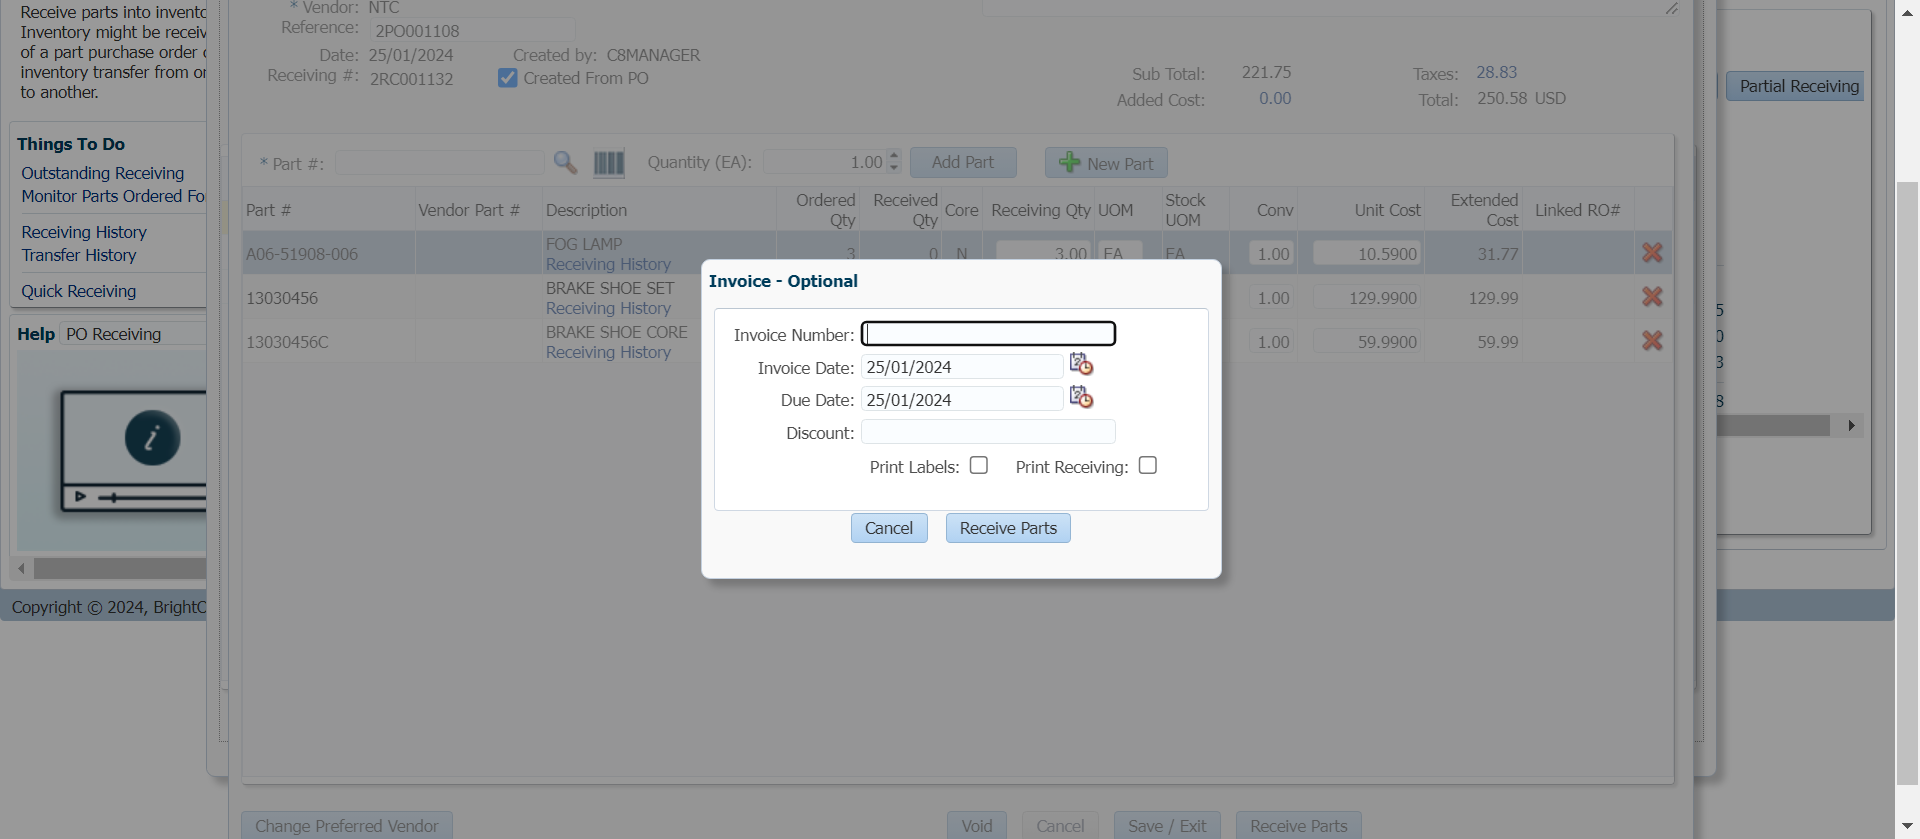 Receive parts into invento
Inventory might be receiv
of a part purchase order
inventory transfer from or
to another.
Things To Do
Outstanding Receiving
Monitor Parts Ordered Fo
Receiving History
Transfer History
Quick Receiving
Help PO Receiving
Copyright © 2024, Bright
* Vendor: NTC
Reference: 2PO001108
Date: 25/01/2024 Created by: C8MANAGER
Receiving #: 2RC001132 Created From PO
Sub Total: 221.75 Taxes: 28.83
Added Cost: 0.00 Total: 250.58 USD
Partial Receiving
* Part #: Quantity (EA): 1.00 Add Part New Part
Part # Vendor Part # Description Ordered Qty Received Qty Core Receiving Qty UOM Stock UOM Conv Unit Cost Extended Cost Linked RO#
A06-51908-006 FOG LAMP 3 0 N 3.00 EA EA 1.00 10.5900 31.77
Receiving History
13030456 BRAKE SHOE SET 1.00 129.9900 129.99
Receiving History
13030456C BRAKE SHOE CORE 1.00 59.9900 59.99
Receiving History
5
0
3
8
Invoice - Optional
Invoice Number:
Invoice Date: 25/01/2024
Due Date: 25/01/2024
Discount:
Print Labels: Print Receiving:
Cancel Receive Parts
Change Preferred Vendor Void Cancel Save / Exit Receive Parts